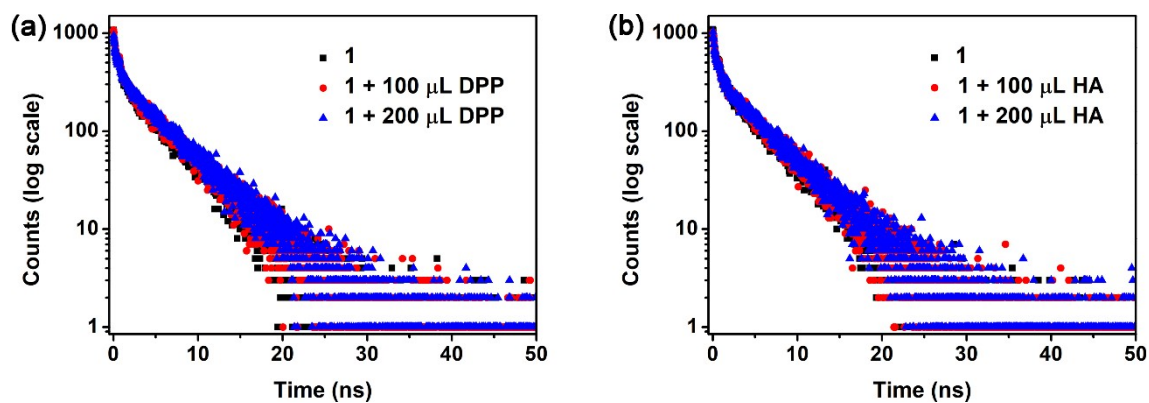 (a)
1000
100
10
1
Counts (log scale)
1
1 + 100 μL DPP
1 + 200 μL DPP
0 10 20 30 40 50
Time (ns)
(b)
1000
100
10
1
Counts (log scale)
1
1 + 100 μL HA
1 + 200 μL HA
0 10 20 30 40 50
Time (ns)